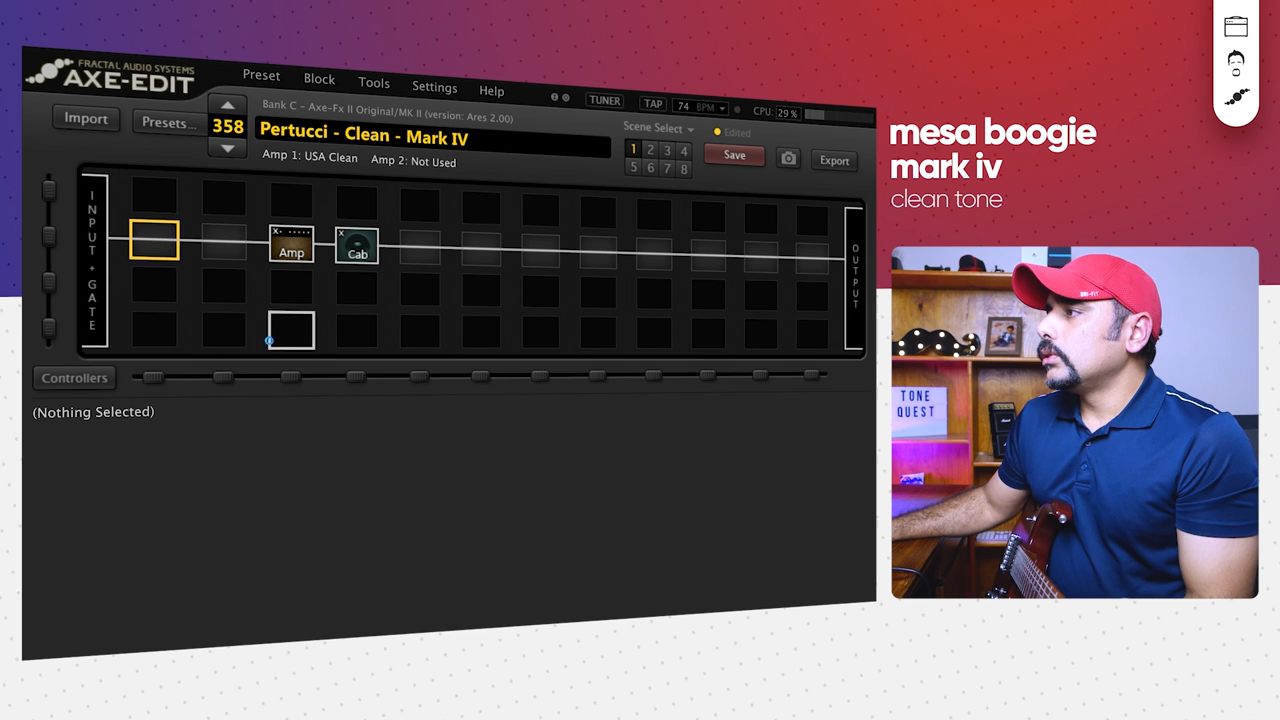 FRACTAL AUDIO SYSTEMS
AXE-EDIT
Preset Block Tools Settings Help
TUNER TAP 74 BPM CPU: 29 %
Import Presets... 358
Bank C - Axe-Fx II Original/MK II (version: Ares 2.00)
Pertucci - Clean - Mark IV
Amp 1: USA Clean Amp 2: Not Used
Scene Select
1 2 3 4
5 6 7 8
Edited
Save
Export
INPUT + GATE
X
Amp
X
Cab
OUTPUT
Controllers
(Nothing Selected)
mesa boogie
mark iv
clean tone
TONE
QUEST